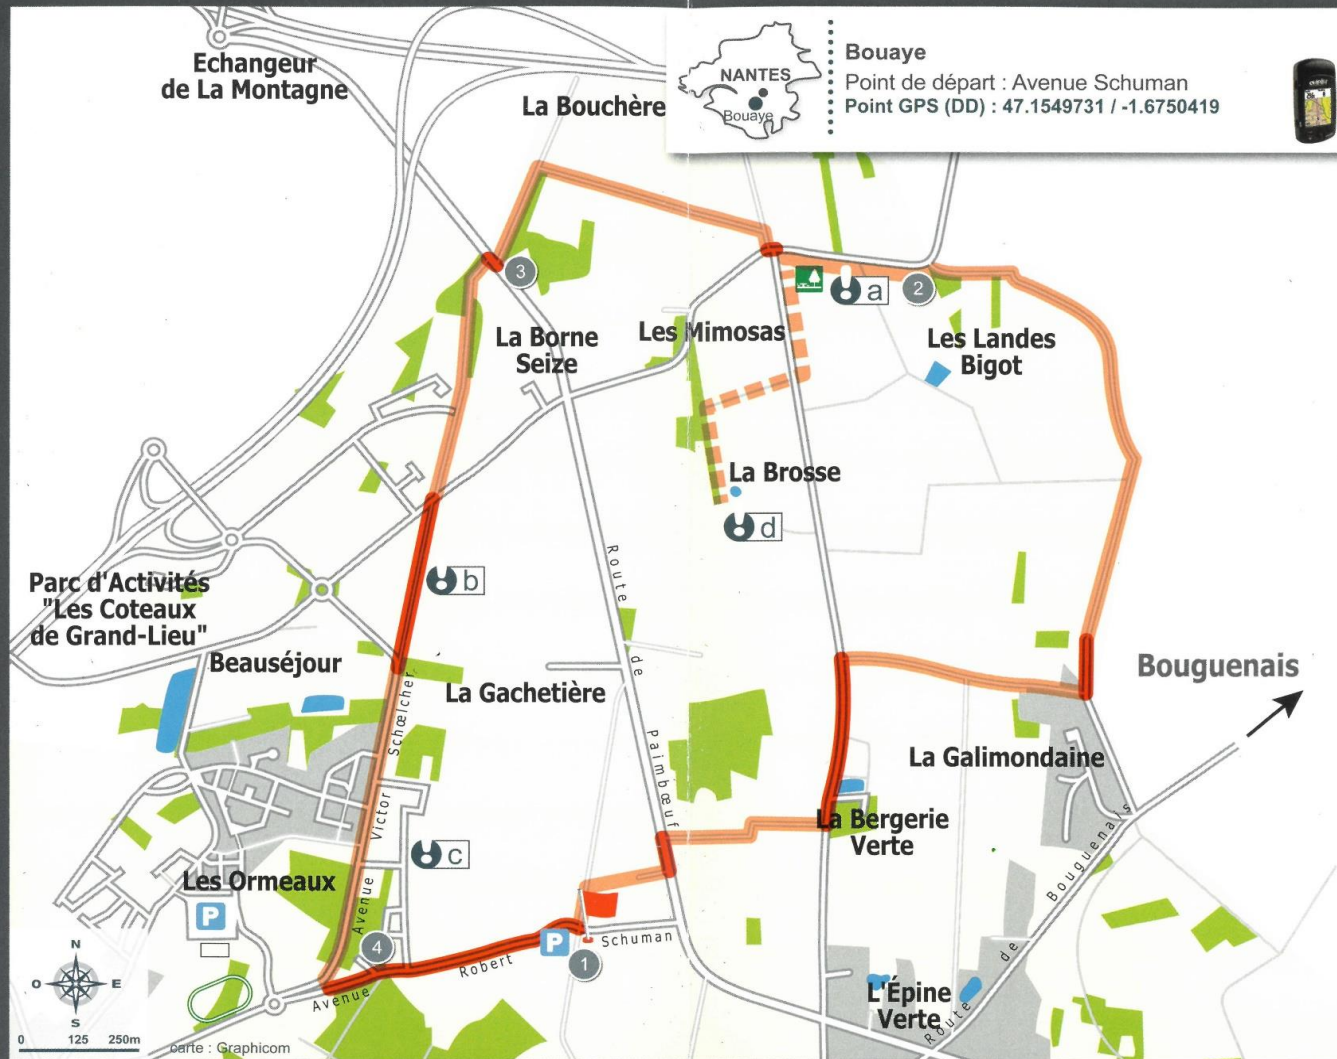 Echangeur
de La Montagne
La Bouchère
NANTES
Bouaye
Bouaye
Point de départ : Avenue Schuman
Point GPS (DD) : 47.1549731 / -1.6750419
3
a
2
La Borne
Seize
Les Mimosas
Les Landes
Bigot
La Brosse
d
b
Route de Paimbœuf
Parc d'Activités
"Les Coteaux
de Grand-Lieu"
Beauséjour
La Gachetière
Bouguenais
La Galimondaine
Avenue Victor Schœlcher
La Bergerie
Verte
c
Les Ormeaux
P
4
P
1
Avenue Robert Schuman
Route de Bouguenais
L'Épine
Verte
N
O E
S
0 125 250m
carte : Graphicom